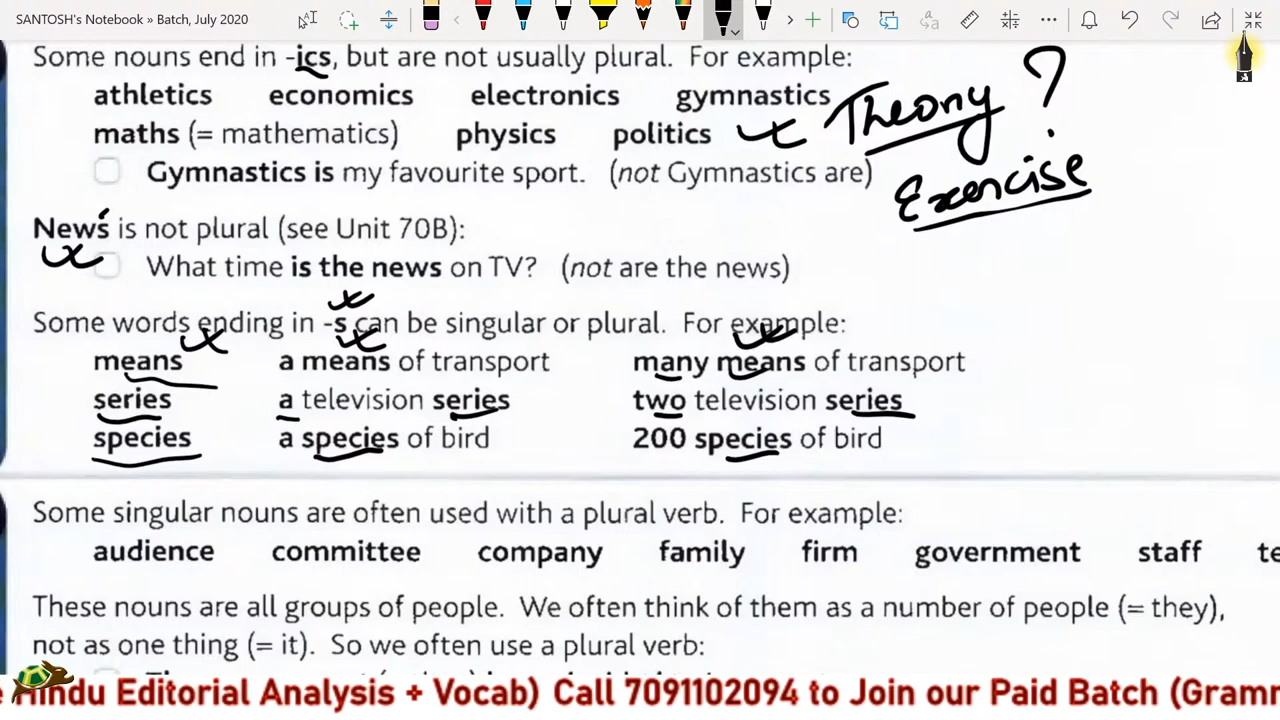 SANTOSH's Notebook » Batch, July 2020
Some nouns end in -ics, but are not usually plural. For example:
athletics economics electronics gymnastics
maths (= mathematics) physics politics
Theory ?
Gymnastics is my favourite sport. (not Gymnastics are)
Exercise
News is not plural (see Unit 70B):
What time is the news on TV? (not are the news)
Some words ending in -s can be singular or plural. For example:
means a means of transport many means of transport
series a television series two television series
species a species of bird 200 species of bird
Some singular nouns are often used with a plural verb. For example:
audience committee company family firm government staff te
These nouns are all groups of people. We often think of them as a number of people (= they),
not as one thing (= it). So we often use a plural verb:
Hindu Editorial Analysis + Vocab) Call 7091102094 to Join our Paid Batch (Gramm